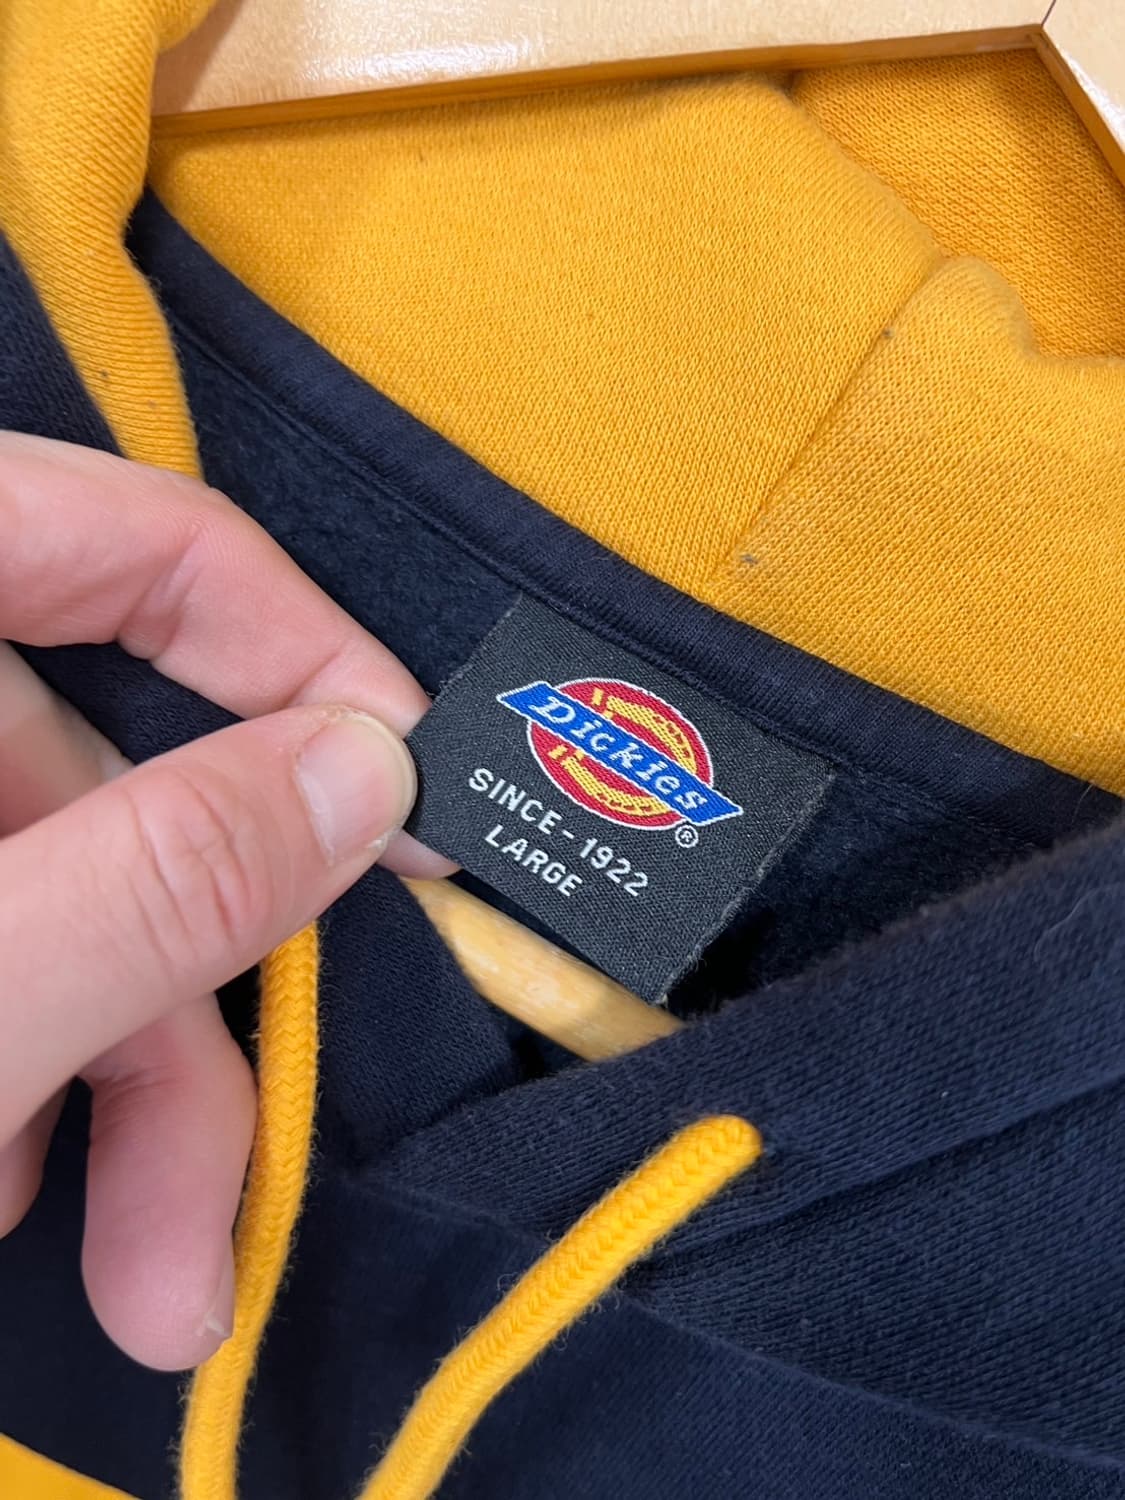 Dickies
®
SINCE - 1922
LARGE